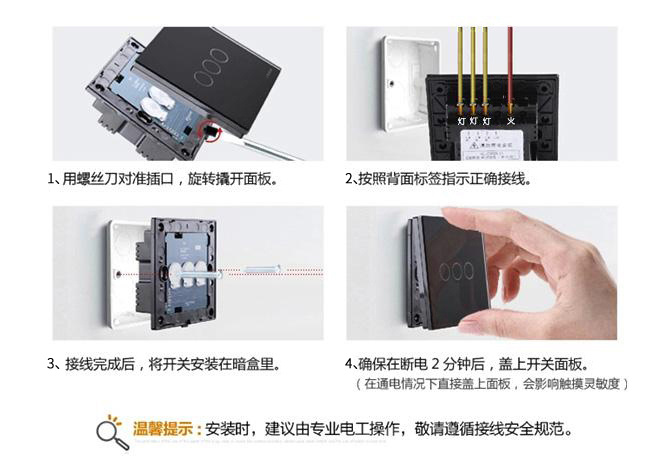 灯 灯 灯 火
1、用螺丝刀对准插口，旋转撬开面板。
2、按照背面标签指示正确接线。
3、接线完成后，将开关安装在暗盒里。
4、确保在断电 2 分钟后，盖上开关面板。
（在通电情况下直接盖上面板，会影响触摸灵敏度）
温馨提示：安装时，建议由专业电工操作，敬请遵循接线安全规范。